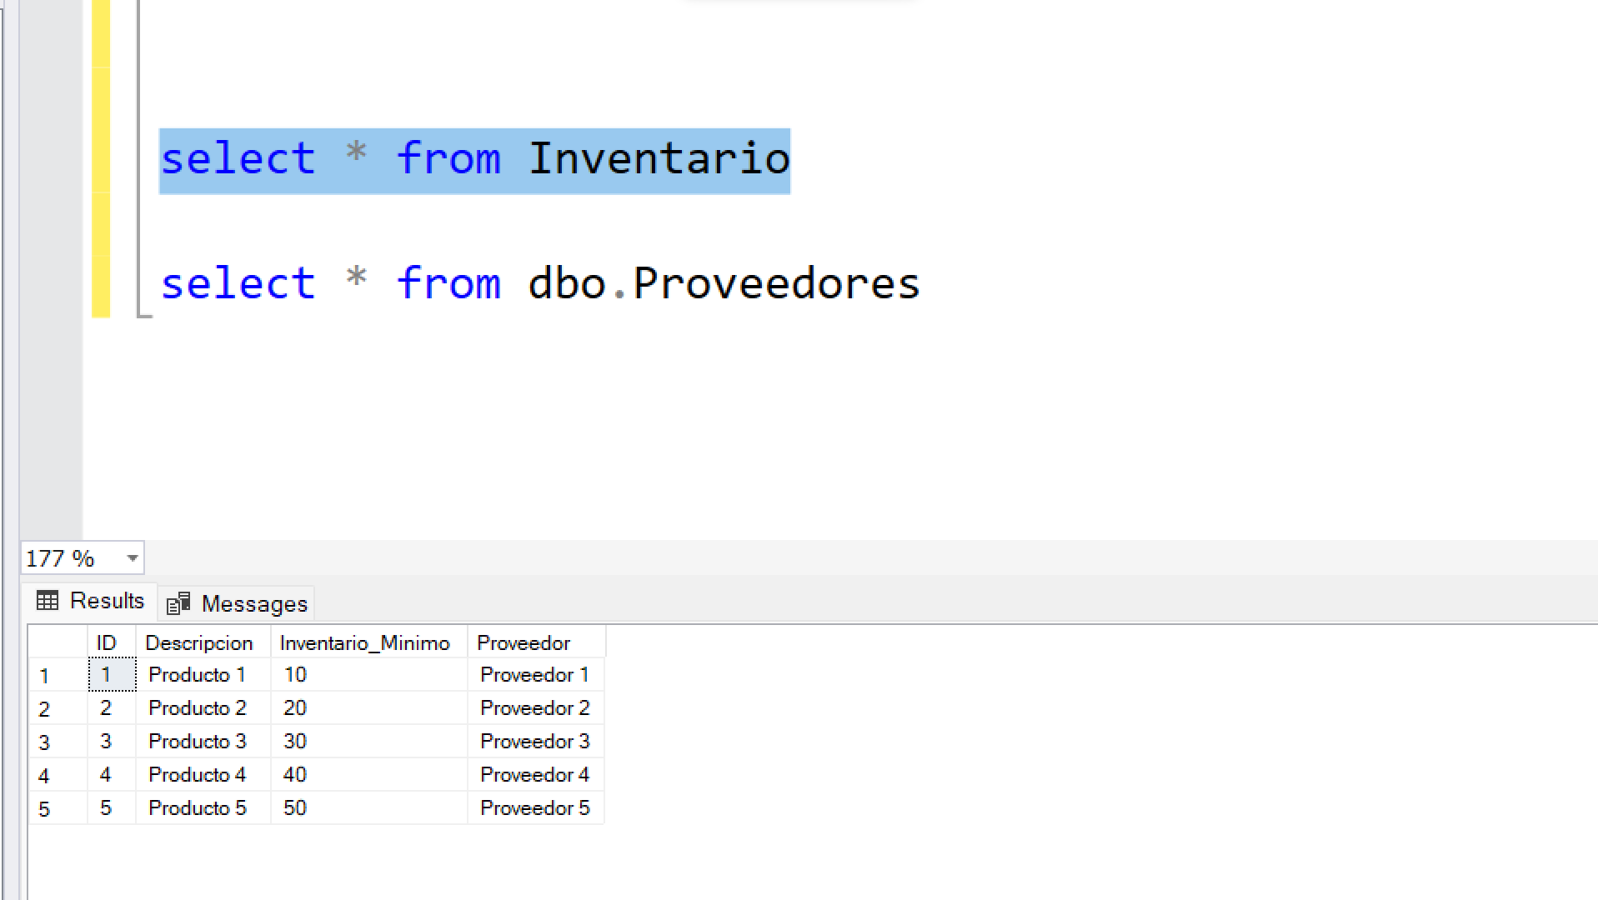 select * from Inventario
select * from dbo.Proveedores
177 %
Results Messages
ID Descripcion Inventario_Minimo Proveedor
1 1 Producto 1 10 Proveedor 1
2 2 Producto 2 20 Proveedor 2
3 3 Producto 3 30 Proveedor 3
4 4 Producto 4 40 Proveedor 4
5 5 Producto 5 50 Proveedor 5